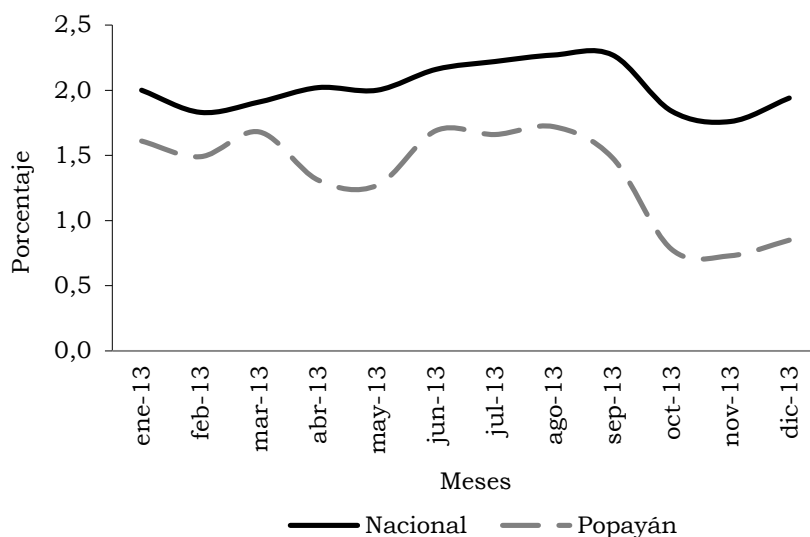 2,5
2,0
1,5
1,0
0,5
0,0
Porcentaje
ene-13
feb-13
mar-13
abr-13
may-13
jun-13
jul-13
ago-13
sep-13
oct-13
nov-13
dic-13
Meses
Nacional Popayán